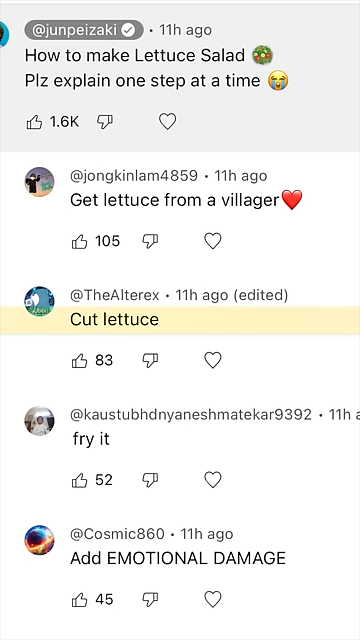 @junpeizaki • 11h ago
How to make Lettuce Salad 🥗
Plz explain one step at a time 😭
1.6K
@jongkinlam4859 • 11h ago
Get lettuce from a villager❤️
105
@TheAlterex • 11h ago (edited)
Cut lettuce
83
@kaustubhdnyaneshmatekar9392 • 11h a
fry it
52
@Cosmic860 • 11h ago
Add EMOTIONAL DAMAGE
45